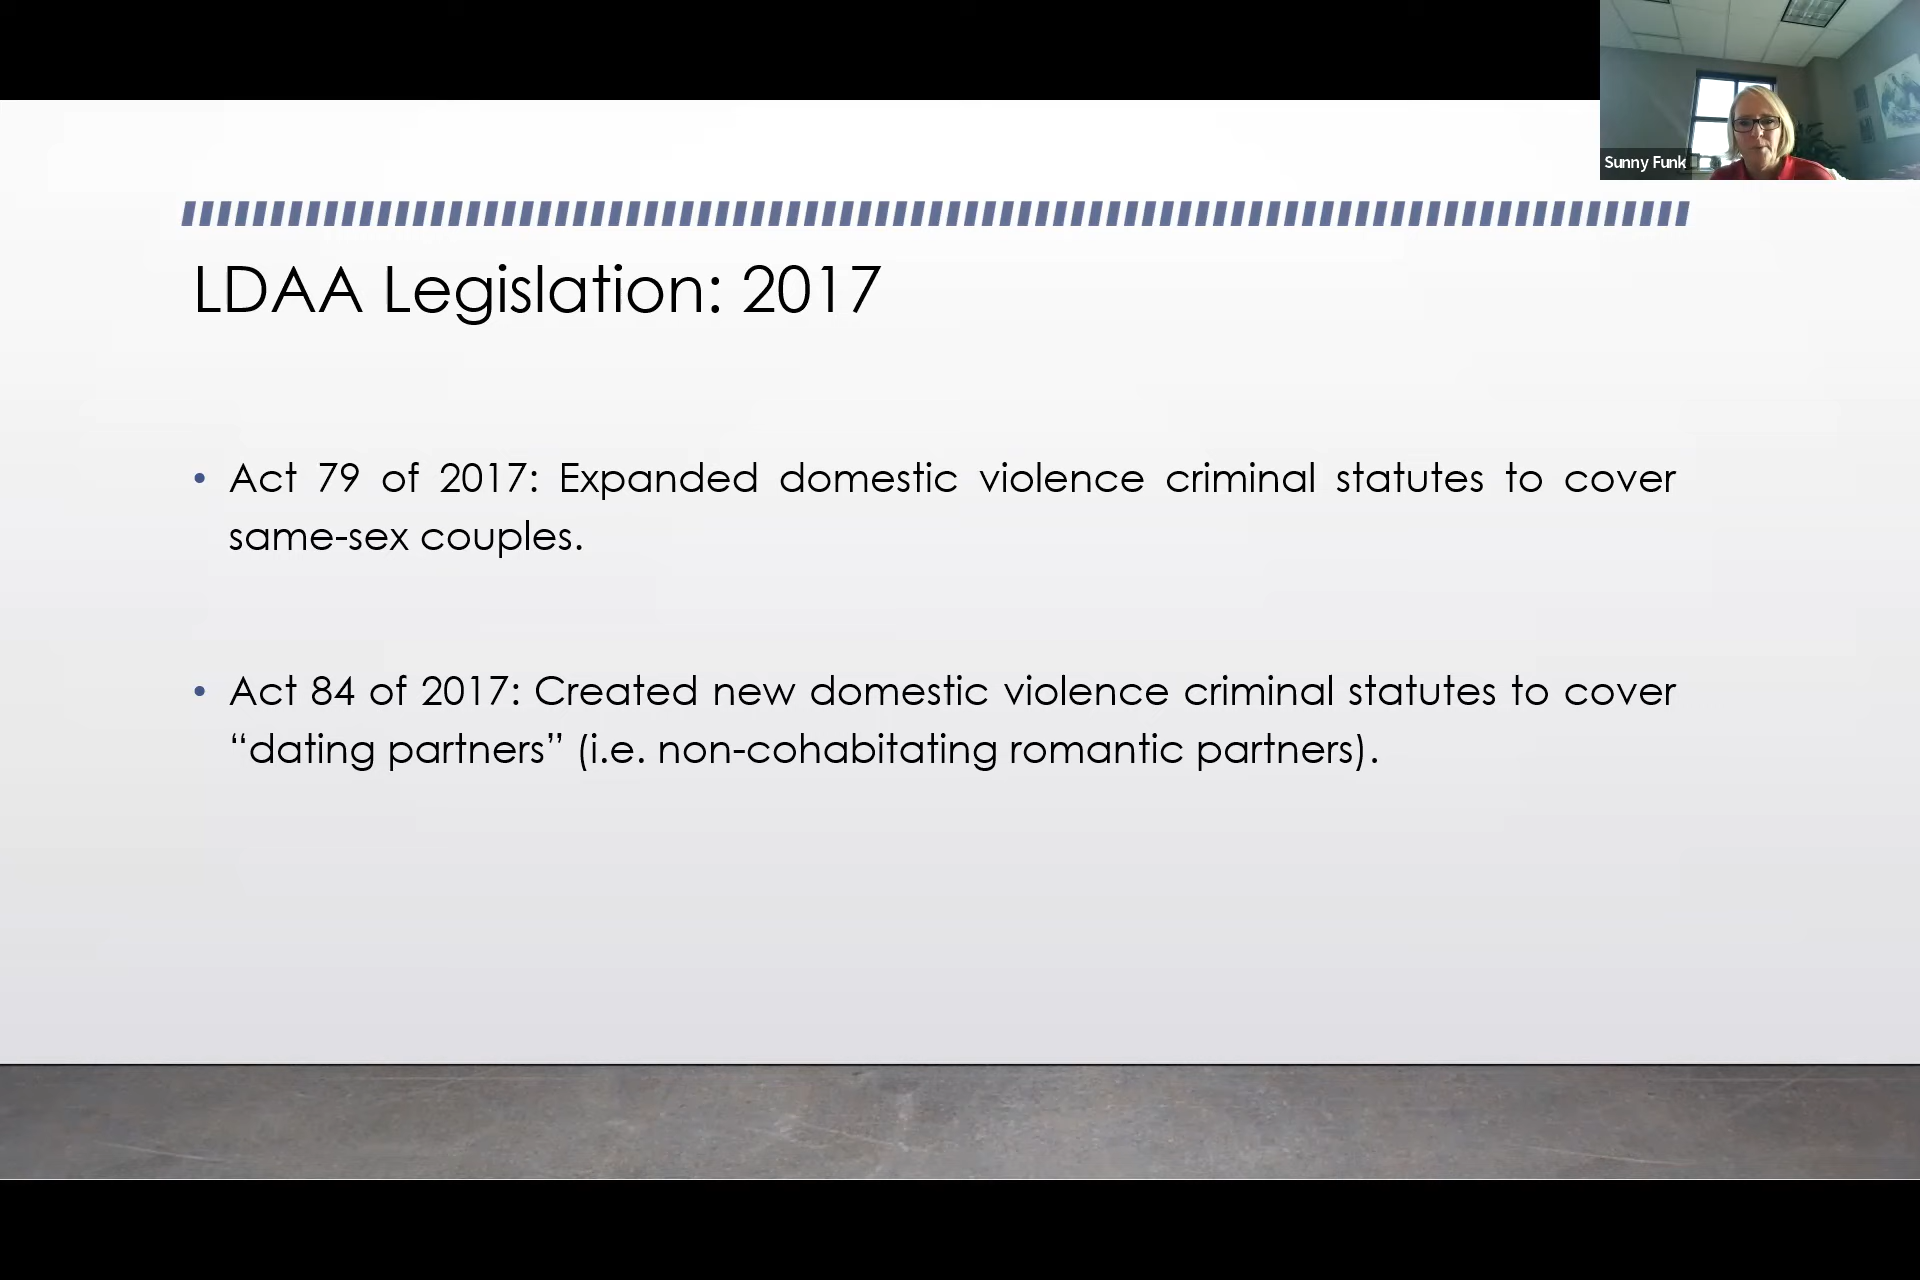 Sunny Funk
LDAA Legislation: 2017
• Act 79 of 2017: Expanded domestic violence criminal statutes to cover
same-sex couples.
• Act 84 of 2017: Created new domestic violence criminal statutes to cover
“dating partners” (i.e. non-cohabitating romantic partners).